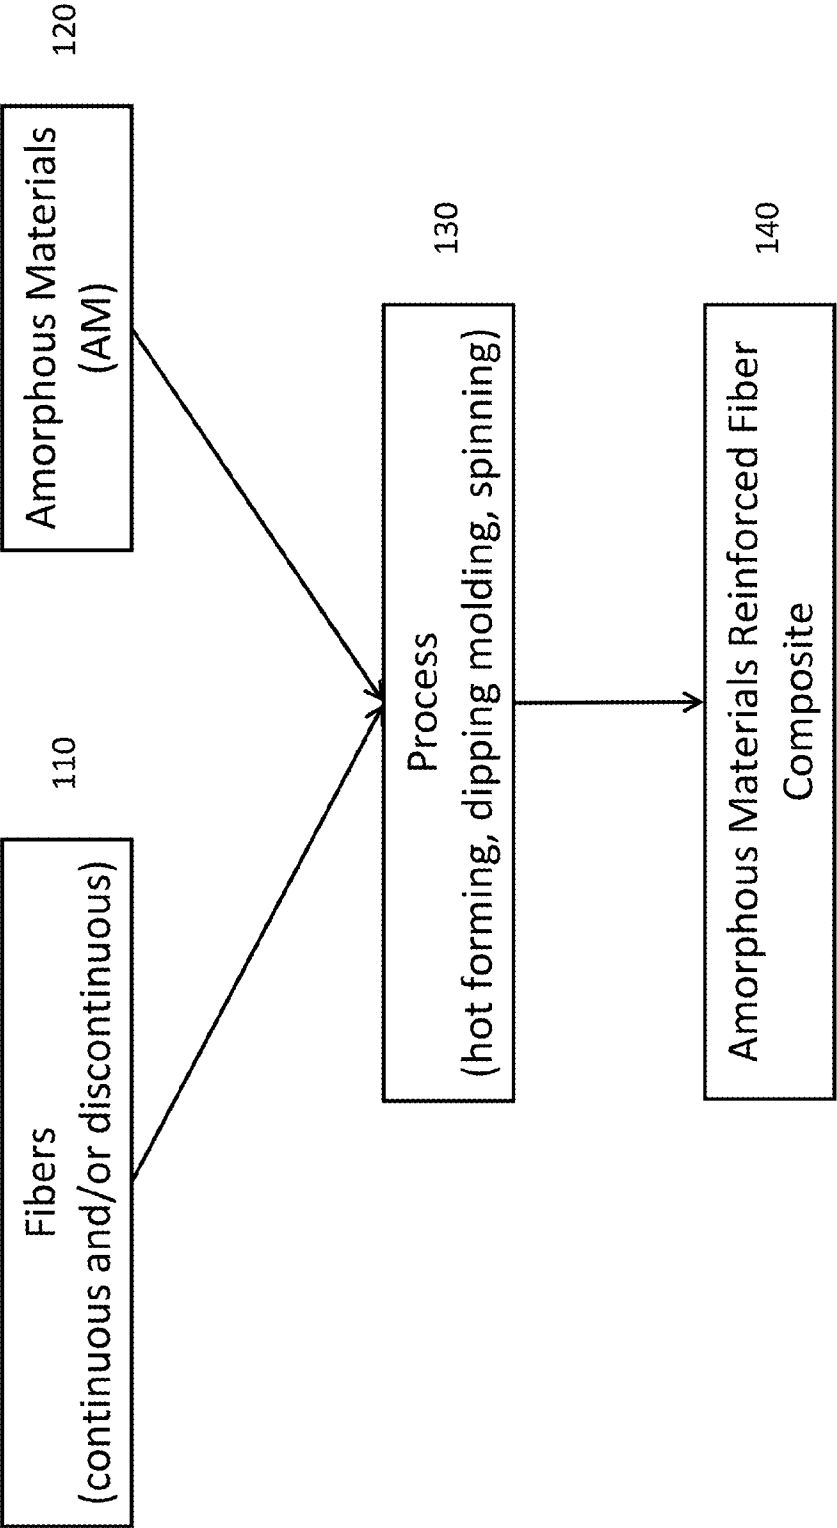 Fibers
(continuous and/or discontinuous)
110
Amorphous Materials
(AM)
120
Process
(hot forming, dipping molding, spinning)
130
Amorphous Materials Reinforced Fiber
Composite
140